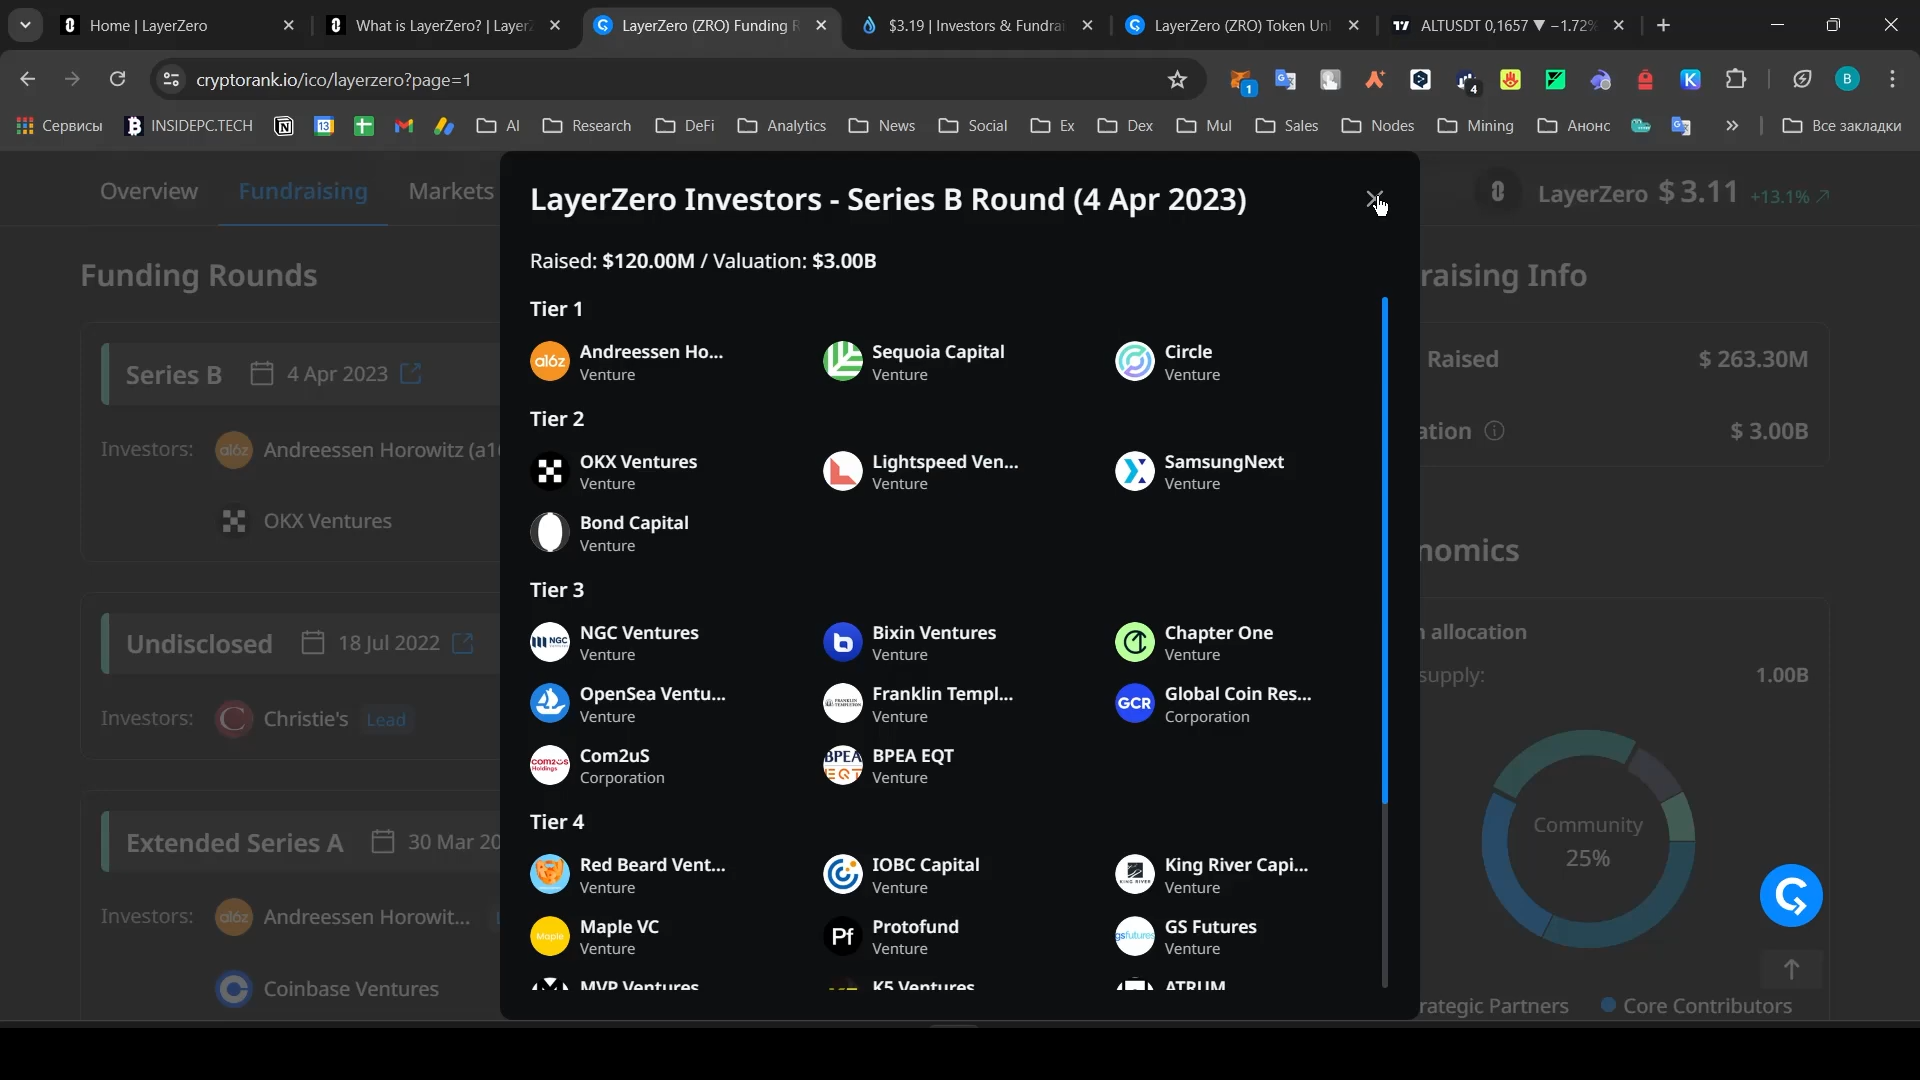 Home | LayerZero
What is LayerZero? | Layer
LayerZero (ZRO) Funding R
$3.19 | Investors & Fundrai
LayerZero (ZRO) Token Unl
ALTUSDT 0,1657 ▼ −1.72%
cryptorank.io/ico/layerzero?page=1
1
4
B
Сервисы
INSIDEPC.TECH
AI
Research
DeFi
Analytics
News
Social
Ex
Dex
Mul
Sales
Nodes
Mining
Анонс
Все закладки
Overview
Fundraising
Markets
LayerZero $ 3.11 +13.1%
LayerZero Investors - Series B Round (4 Apr 2023)
Raised: $120.00M / Valuation: $3.00B
Tier 1
Andreessen Ho...
Venture
Sequoia Capital
Venture
Circle
Venture
Tier 2
OKX Ventures
Venture
Lightspeed Ven...
Venture
SamsungNext
Venture
Bond Capital
Venture
Tier 3
NGC Ventures
Venture
Bixin Ventures
Venture
Chapter One
Venture
OpenSea Ventu...
Venture
Franklin Templ...
Venture
Global Coin Res...
Corporation
Com2uS
Corporation
BPEA EQT
Venture
Tier 4
Red Beard Vent...
Venture
IOBC Capital
Venture
King River Capi...
Venture
Maple VC
Venture
Protofund
Venture
GS Futures
Venture
MVP Ventures
K5 Ventures
ATRUM
Funding Rounds
Series B
4 Apr 2023
Investors:
Andreessen Horowitz (a1
OKX Ventures
Undisclosed
18 Jul 2022
Investors:
Christie's
Lead
Extended Series A
30 Mar 20
Investors:
Andreessen Horowit...
Coinbase Ventures
raising Info
Raised
$ 263.30M
ation
$ 3.00B
nomics
n allocation
supply:
1.00B
Community
25%
rategic Partners
Core Contributors